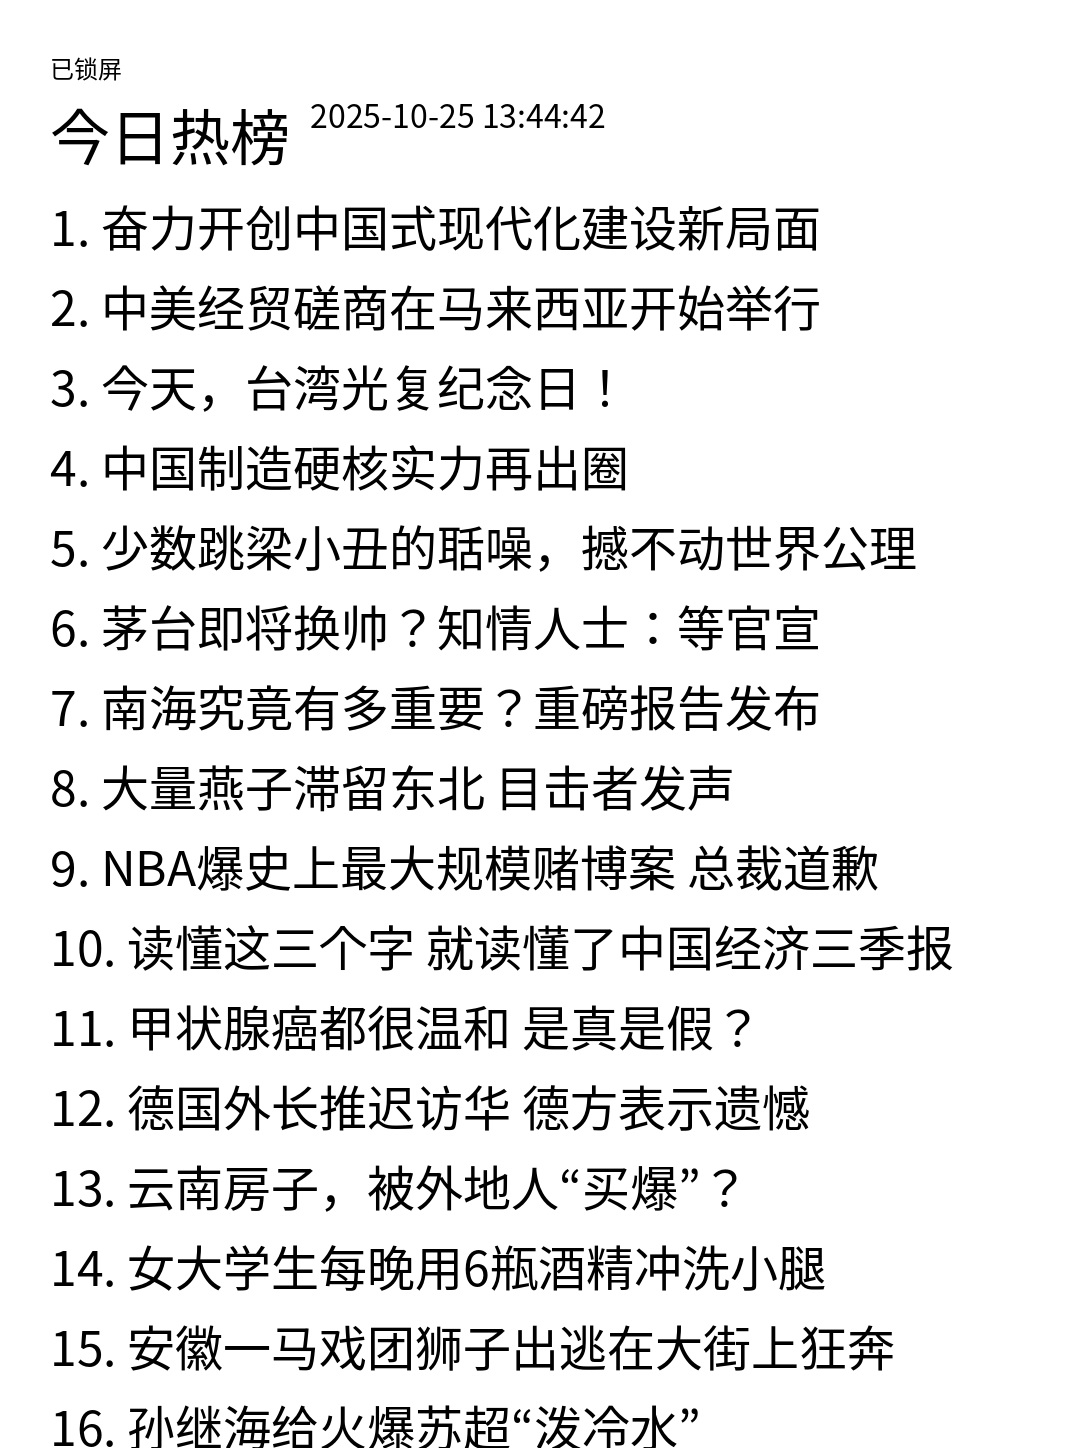 已锁屏
今日热榜 2025-10-25 13:44:42
1. 奋力开创中国式现代化建设新局面
2. 中美经贸磋商在马来西亚开始举行
3. 今天，台湾光复纪念日！
4. 中国制造硬核实力再出圈
5. 少数跳梁小丑的聒噪，撼不动世界公理
6. 茅台即将换帅？知情人士：等官宣
7. 南海究竟有多重要？重磅报告发布
8. 大量燕子滞留东北 目击者发声
9. NBA爆史上最大规模赌博案 总裁道歉
10. 读懂这三个字 就读懂了中国经济三季报
11. 甲状腺癌都很温和 是真是假？
12. 德国外长推迟访华 德方表示遗憾
13. 云南房子，被外地人“买爆”？
14. 女大学生每晚用6瓶酒精冲洗小腿
15. 安徽一马戏团狮子出逃在大街上狂奔
16. 孙继海给火爆苏超“泼冷水”